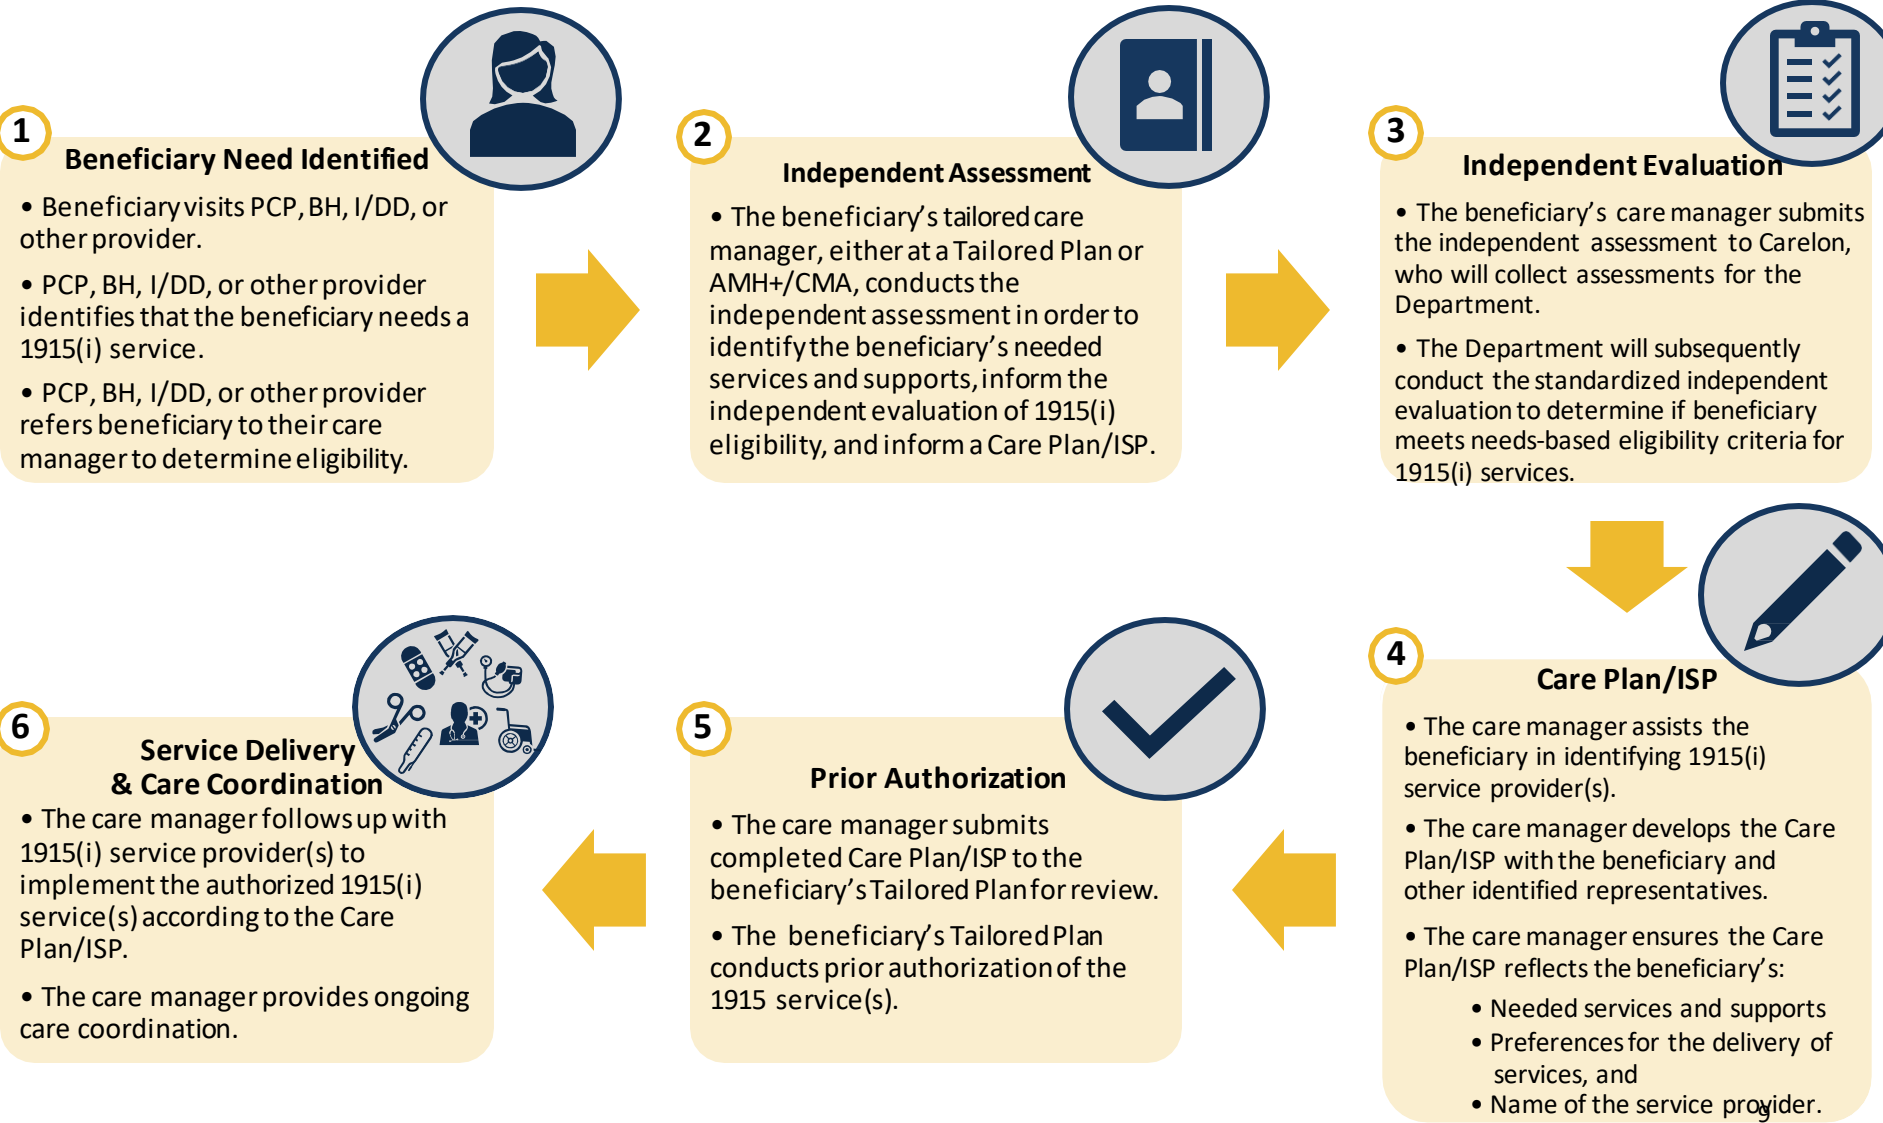 1
Beneficiary Need Identified
• Beneficiary visits PCP, BH, I/DD, or
other provider.
• PCP, BH, I/DD, or other provider
identifies that the beneficiary needs a
1915(i) service.
• PCP, BH, I/DD, or other provider
refers beneficiary to their care
manager to determine eligibility.
2
Independent Assessment
• The beneficiary's tailored care
manager, either at a Tailored Plan or
AMH+/CMA, conducts the
independent assessment in order to
identify the beneficiary's needed
services and supports, inform the
independent evaluation of 1915(i)
eligibility, and inform a Care Plan/ISP.
3
Independent Evaluation
• The beneficiary's care manager submits
the independent assessment to Carelon,
who will collect assessments for the
Department.
• The Department will subsequently
conduct the standardized independent
evaluation to determine if beneficiary
meets needs-based eligibility criteria for
1915(i) services.
4
Care Plan/ISP
• The care manager assists the
beneficiary in identifying 1915(i)
service provider(s).
• The care manager develops the Care
Plan/ISP with the beneficiary and
other identified representatives.
• The care manager ensures the Care
Plan/ISP reflects the beneficiary's:
• Needed services and supports
• Preferences for the delivery of
services, and
• Name of the service provider.
5
Prior Authorization
• The care manager submits
completed Care Plan/ISP to the
beneficiary's Tailored Plan for review.
• The beneficiary's Tailored Plan
conducts prior authorization of the
1915 service(s).
6
Service Delivery
& Care Coordination
• The care manager follows up with
1915(i) service provider(s) to
implement the authorized 1915(i)
service(s) according to the Care
Plan/ISP.
• The care manager provides ongoing
care coordination.
9